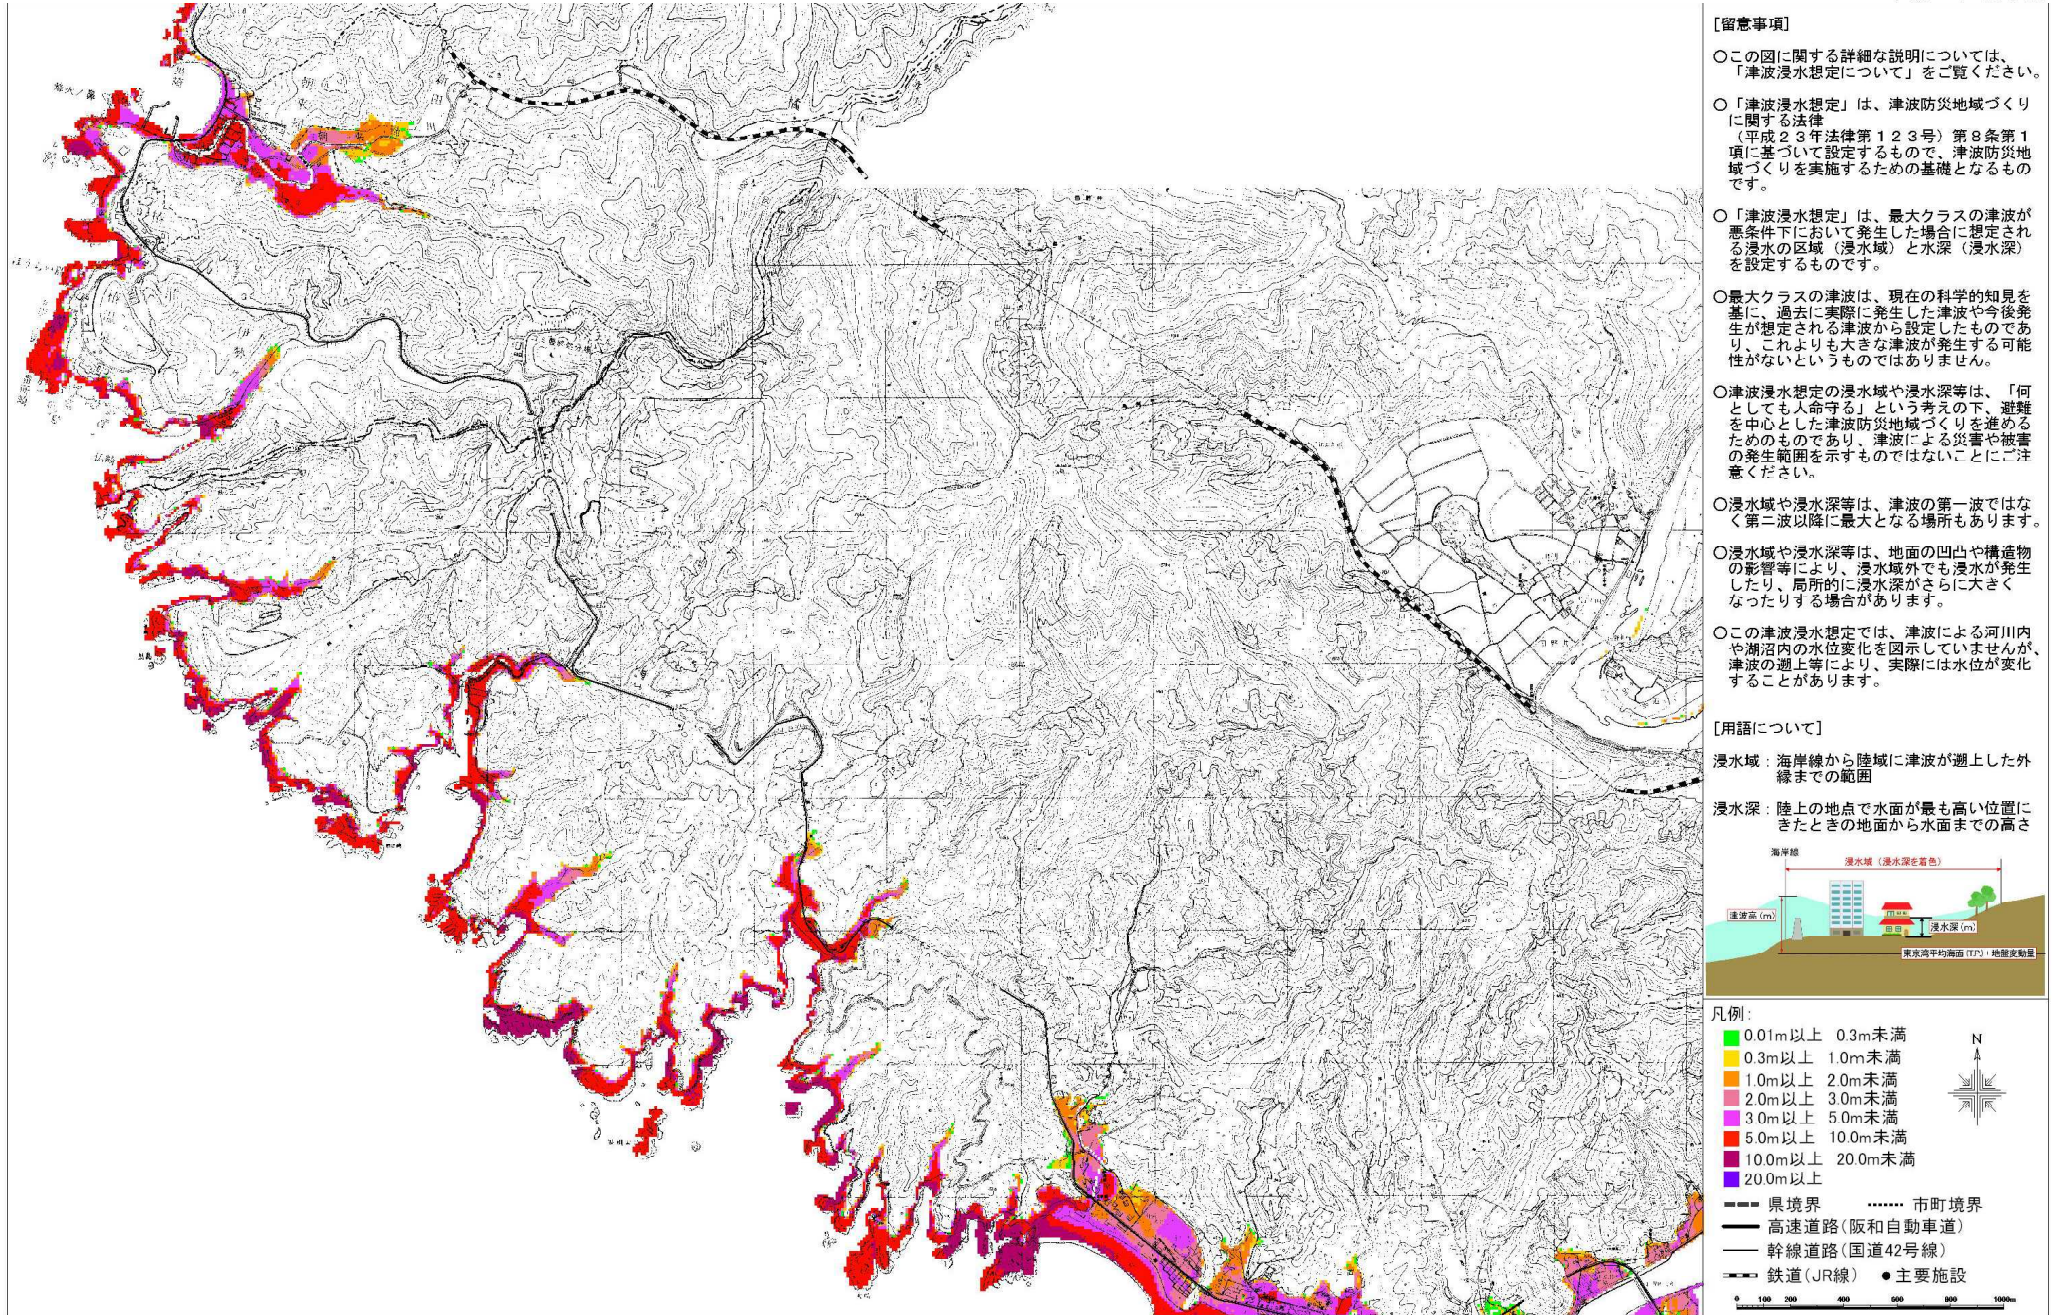 [留意事項]
○この図に関する詳細な説明については、
「津波浸水想定について」をご覧ください。
○「津波浸水想定」は、津波防災地域づくり
に関する法律
(平成23年法律第123号)第8条第1
項に基づいて設定するもので、津波防災地
域づくりを実施するための基礎となるもの
です。
○「津波浸水想定」は、最大クラスの津波が
悪条件下において発生した場合に想定され
る浸水の区域(浸水域)と水深(浸水深)
を設定するものです。
○最大クラスの津波は、現在の科学的知見を
基に、過去に実際に発生した津波や今後発
生が想定される津波から設定したものであ
り、これよりも大きな津波が発生する可能
性がないというものではありません。
○津波浸水想定の浸水域や浸水深等は、「何
としても人命守る」という考えの下、避難
を中心とした津波防災地域づくりを進める
ためのものであり、津波による災害や被害
の発生範囲を示すものではないことにご注
意ください。
○浸水域や浸水深等は、津波の第一波ではな
く第二波以降に最大となる場所もあります。
○浸水域や浸水深等は、地面の凹凸や構造物
の影響等により、浸水域外でも浸水が発生
したり、局所的に浸水深がさらに大きく
なったりする場合があります。
○この津波浸水想定では、津波による河川内
や湖沼内の水位変化を図示していませんが、
津波の遡上等により、実際には水位が変化
することがあります。
[用語について]
浸水域:海岸線から陸域に津波が遡上した外
縁までの範囲
浸水深:陸上の地点で水面が最も高い位置に
きたときの地面から水面までの高さ
海岸線
浸水域(浸水深を着色)
津波高(m)
浸水深(m)
東京湾平均海面(T.P.)+地盤変動量
凡例:
0.01m以上 0.3m未満
0.3m以上 1.0m未満
1.0m以上 2.0m未満
2.0m以上 3.0m未満
3.0m以上 5.0m未満
5.0m以上 10.0m未満
10.0m以上 20.0m未満
20.0m以上
N
県境界 市町境界
高速道路(阪和自動車道)
幹線道路(国道42号線)
鉄道(JR線) ●主要施設
0 100 200 400 600 800 1000m